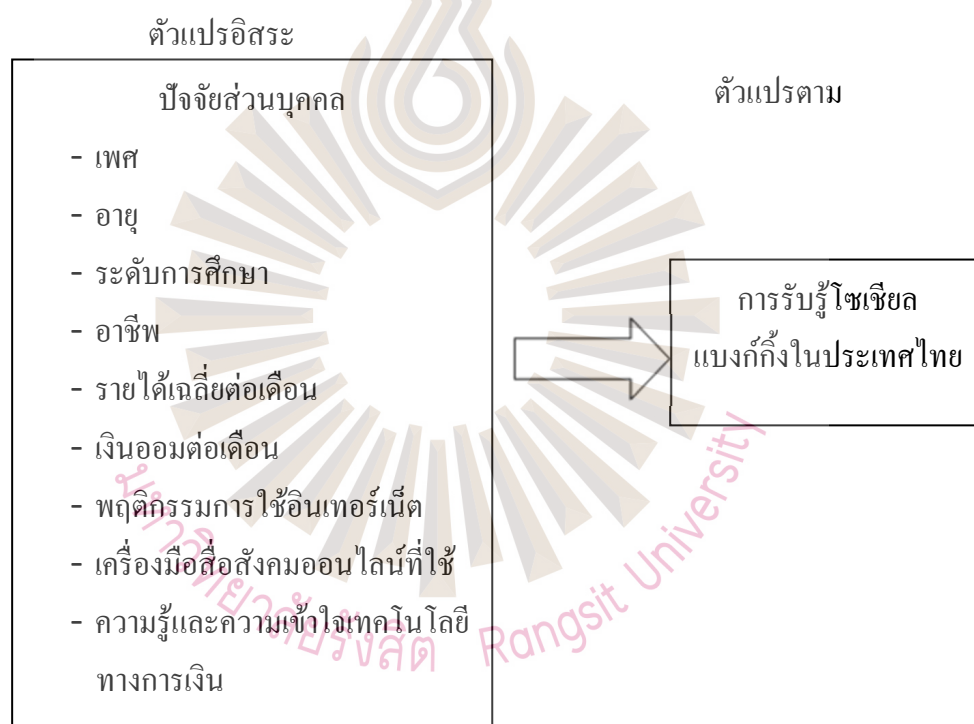 ตัวแปรอิสระ
ปัจจัยส่วนบุคคล
- เพศ
- อายุ
- ระดับการศึกษา
- อาชีพ
- รายได้เฉลี่ยต่อเดือน
- เงินออมต่อเดือน
- พฤติกรรมการใช้อินเทอร์เน็ต
- เครื่องมือสื่อสังคมออนไลน์ที่ใช้
- ความรู้และความเข้าใจเทคโนโลยี
ทางการเงิน
ตัวแปรตาม
การรับรู้โซเชียล
แบงก์กิ้งในประเทศไทย
มหาวิทยาลัยรังสิต Rangsit University